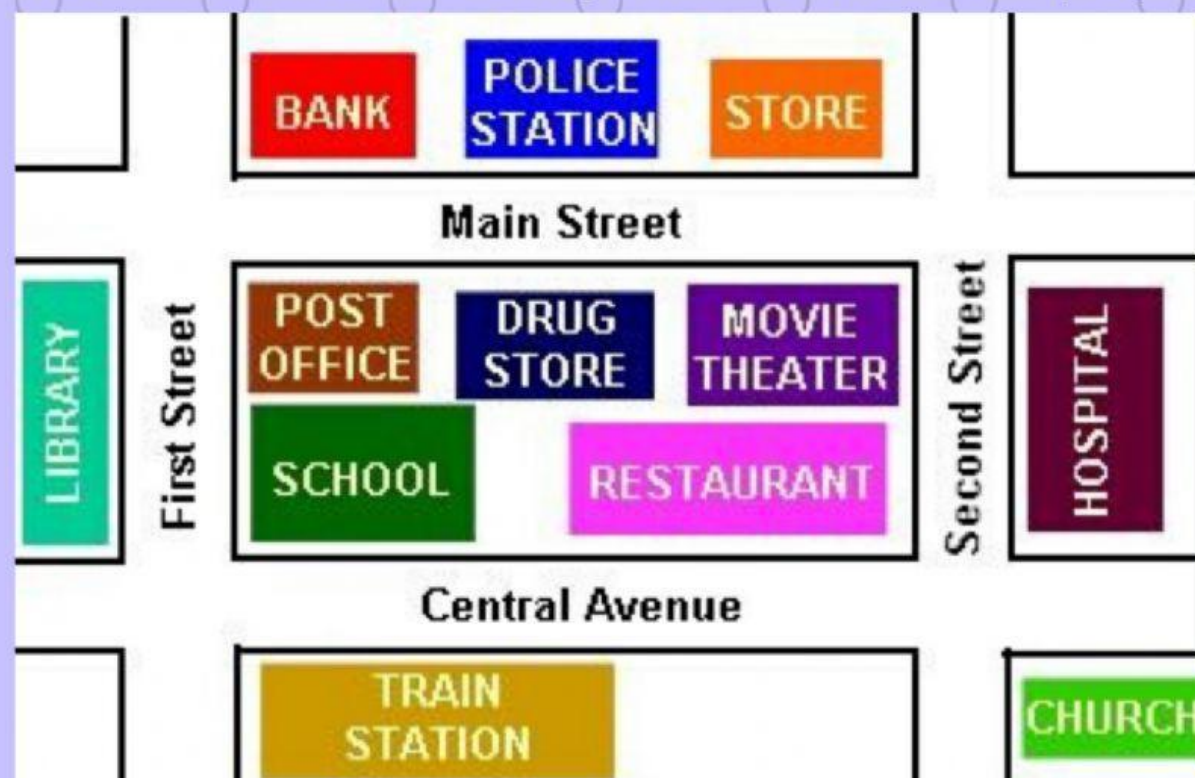 BANK
POLICE
STATION
STORE
Main Street
POST
OFFICE
DRUG
STORE
MOVIE
THEATER
LIBRARY
First Street
Second Street
HOSPITAL
SCHOOL
RESTAURANT
Central Avenue
TRAIN
STATION
CHURCH